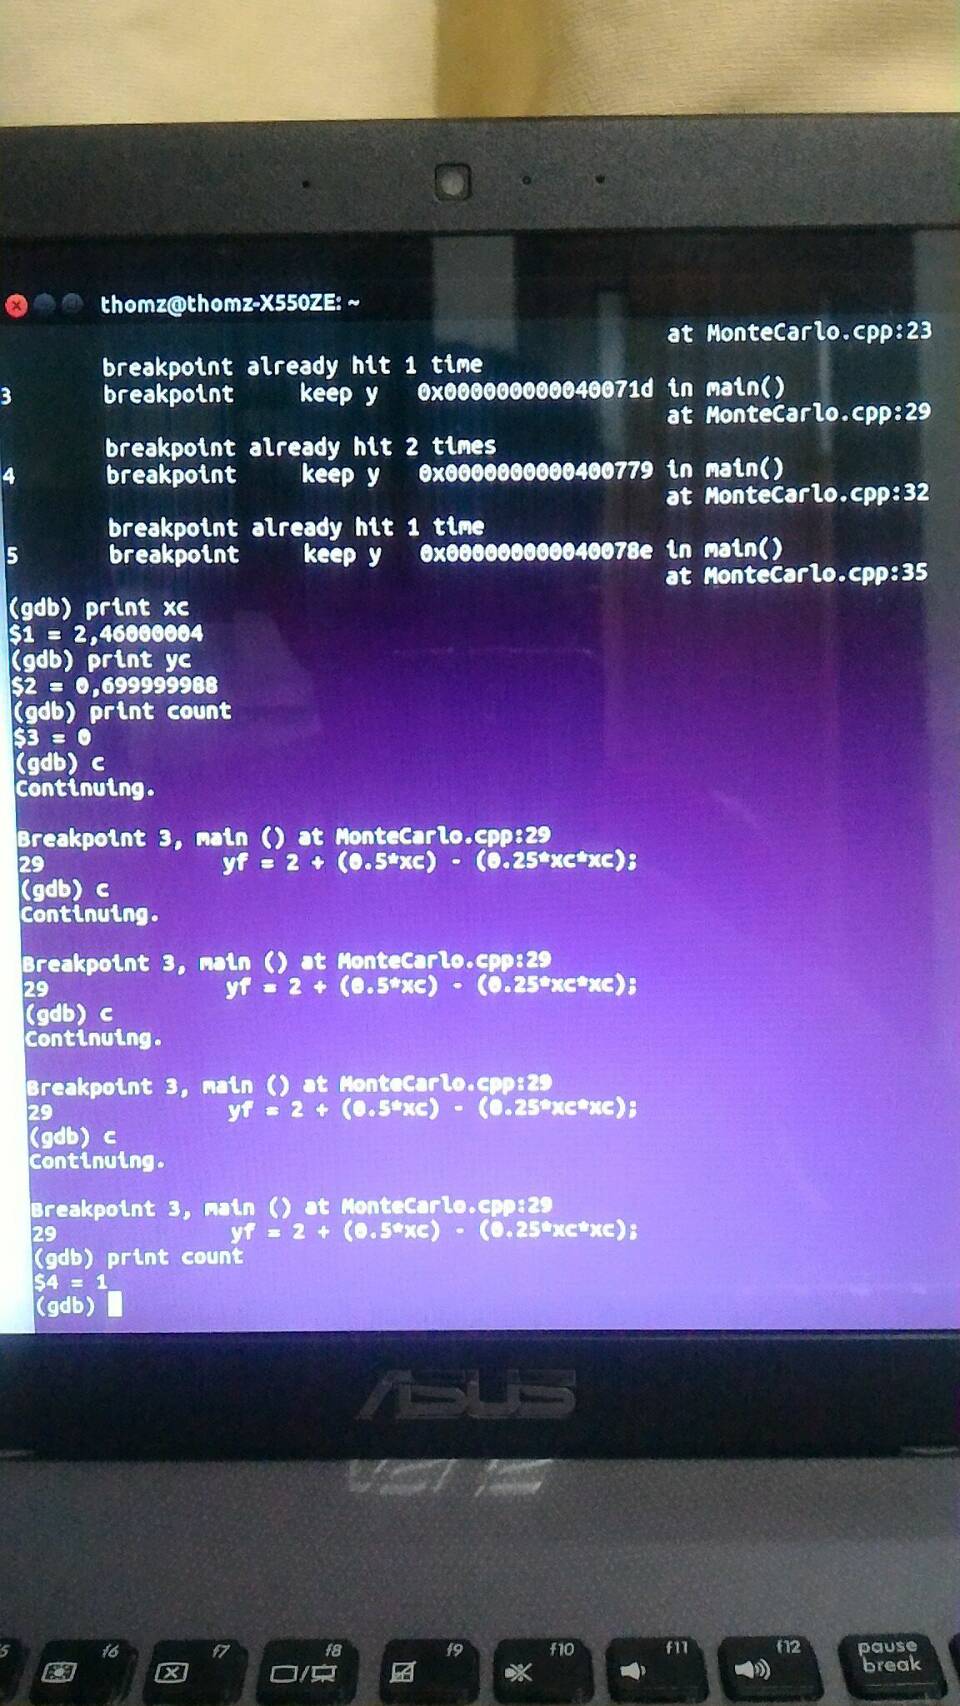 thomz@thomz-X550ZE: ~
at MonteCarlo.cpp:23
breakpoint already hit 1 time
3 breakpoint keep y 0x000000000040071d in main()
at MonteCarlo.cpp:29
breakpoint already hit 2 times
4 breakpoint keep y 0x0000000000400779 in main()
at MonteCarlo.cpp:32
breakpoint already hit 1 time
5 breakpoint keep y 0x000000000040078e in main()
at MonteCarlo.cpp:35
(gdb) print xc
$1 = 2,46000004
(gdb) print yc
$2 = 0,699999988
(gdb) print count
$3 = 0
(gdb) c
Continuing.
Breakpoint 3, main () at MonteCarlo.cpp:29
29 yf = 2 + (0.5*xc) - (0.25*xc*xc);
(gdb) c
Continuing.
Breakpoint 3, main () at MonteCarlo.cpp:29
29 yf = 2 + (0.5*xc) - (0.25*xc*xc);
(gdb) c
Continuing.
Breakpoint 3, main () at MonteCarlo.cpp:29
29 yf = 2 + (0.5*xc) - (0.25*xc*xc);
(gdb) c
Continuing.
Breakpoint 3, main () at MonteCarlo.cpp:29
29 yf = 2 + (0.5*xc) - (0.25*xc*xc);
(gdb) print count
$4 = 1
(gdb)
ASUS
f6 f7 f8 f9 f10 f11 f12 pause
break